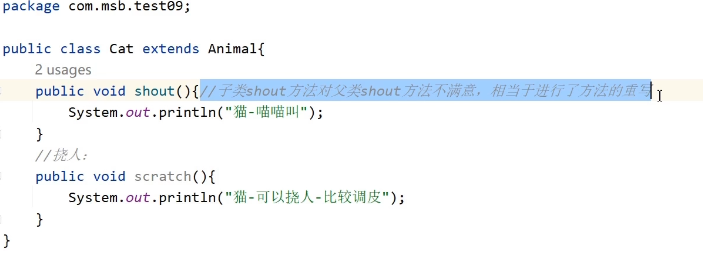 package com.msb.test09;
public class Cat extends Animal{
2 usages
public void shout(){//子类shout方法对父类shout方法不满意，相当于进行了方法的重写
System.out.println("猫-喵喵叫");
}
//挠人：
public void scratch(){
System.out.println("猫-可以挠人-比较调皮");
}
}